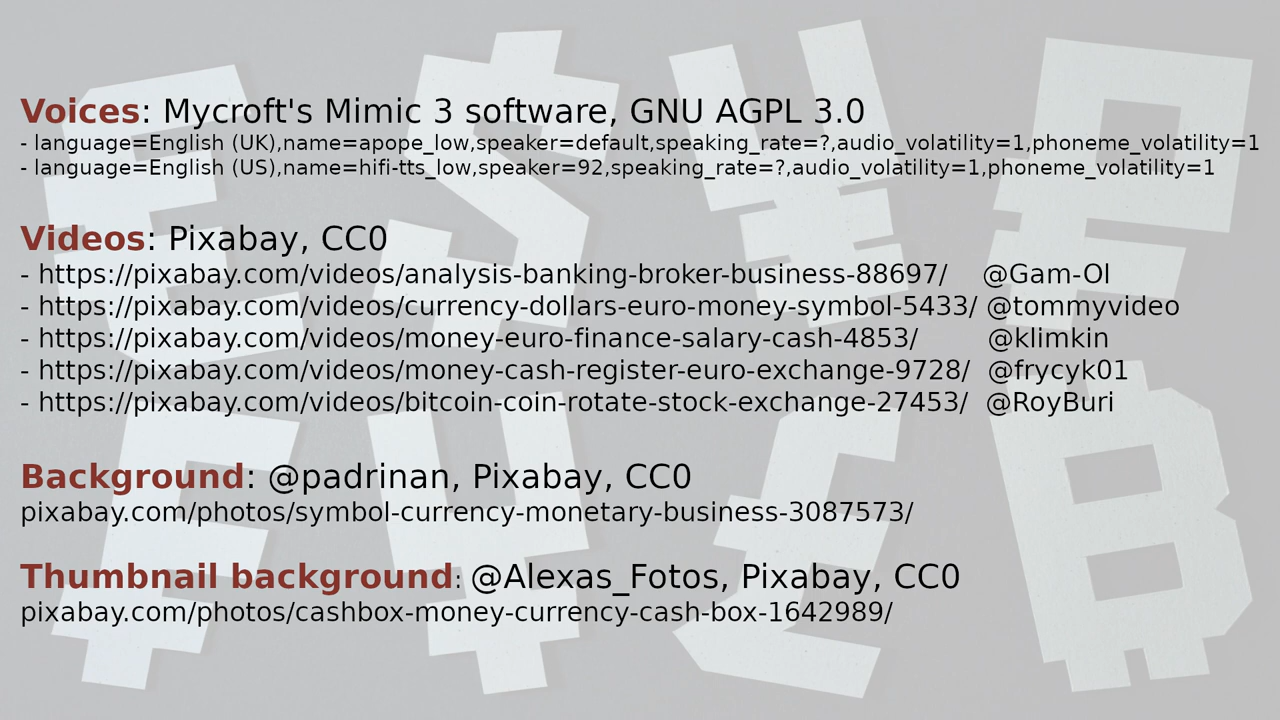 Voices: Mycroft's Mimic 3 software, GNU AGPL 3.0
- language=English (UK),name=apope_low,speaker=default,speaking_rate=?,audio_volatility=1,phoneme_volatility=1
- language=English (US),name=hifi-tts_low,speaker=92,speaking_rate=?,audio_volatility=1,phoneme_volatility=1
Videos: Pixabay, CC0
- https://pixabay.com/videos/analysis-banking-broker-business-88697/ @Gam-Ol
- https://pixabay.com/videos/currency-dollars-euro-money-symbol-5433/ @tommyvideo
- https://pixabay.com/videos/money-euro-finance-salary-cash-4853/ @klimkin
- https://pixabay.com/videos/money-cash-register-euro-exchange-9728/ @frycyk01
- https://pixabay.com/videos/bitcoin-coin-rotate-stock-exchange-27453/ @RoyBuri
Background: @padrinan, Pixabay, CC0
pixabay.com/photos/symbol-currency-monetary-business-3087573/
Thumbnail background: @Alexas_Fotos, Pixabay, CC0
pixabay.com/photos/cashbox-money-currency-cash-box-1642989/